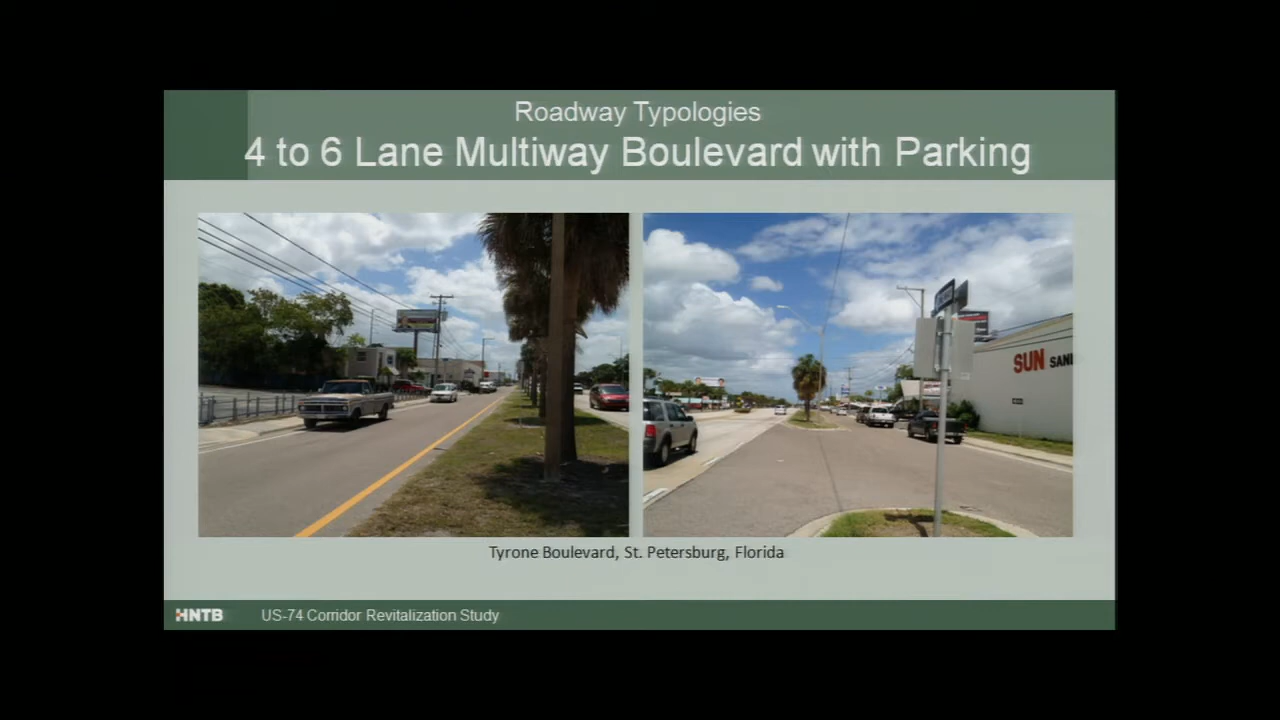 Roadway Typologies
4 to 6 Lane Multiway Boulevard with Parking
SUN SAN
Tyrone Boulevard, St. Petersburg, Florida
HNTB
US-74 Corridor Revitalization Study